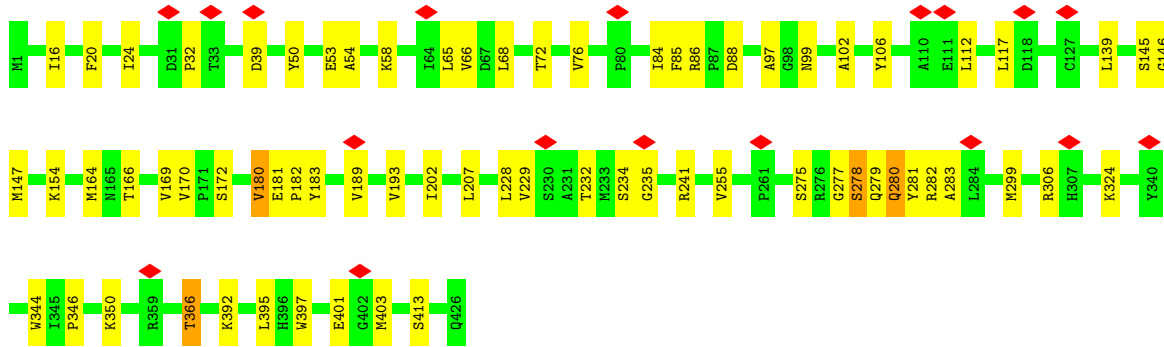 M1 I16 F20 I24 D31 P32 T33 D39 Y50 E53 A54 K58 I64 L65 V66 D67 L68 T72 V76 P80 I84 F85 R86 P87 D88 A97 G98 N99 A102 Y106 A110 E111 L112 L117 D118 C127 L139 S145 G146
M147 K154 M164 N165 T166 V169 V170 P171 S172 V180 E181 P182 Y183 V189 V193 I202 L207 L228 V229 S230 A231 T232 M233 S234 G235 R241 V255 P261 S275 R276 G277 S278 Q279 Q280 Y281 R282 A283 L284 M299 R306 H307 K324 Y340
W344 I345 P346 K350 R359 T366 K392 L395 H396 W397 E401 G402 M403 S413 Q426